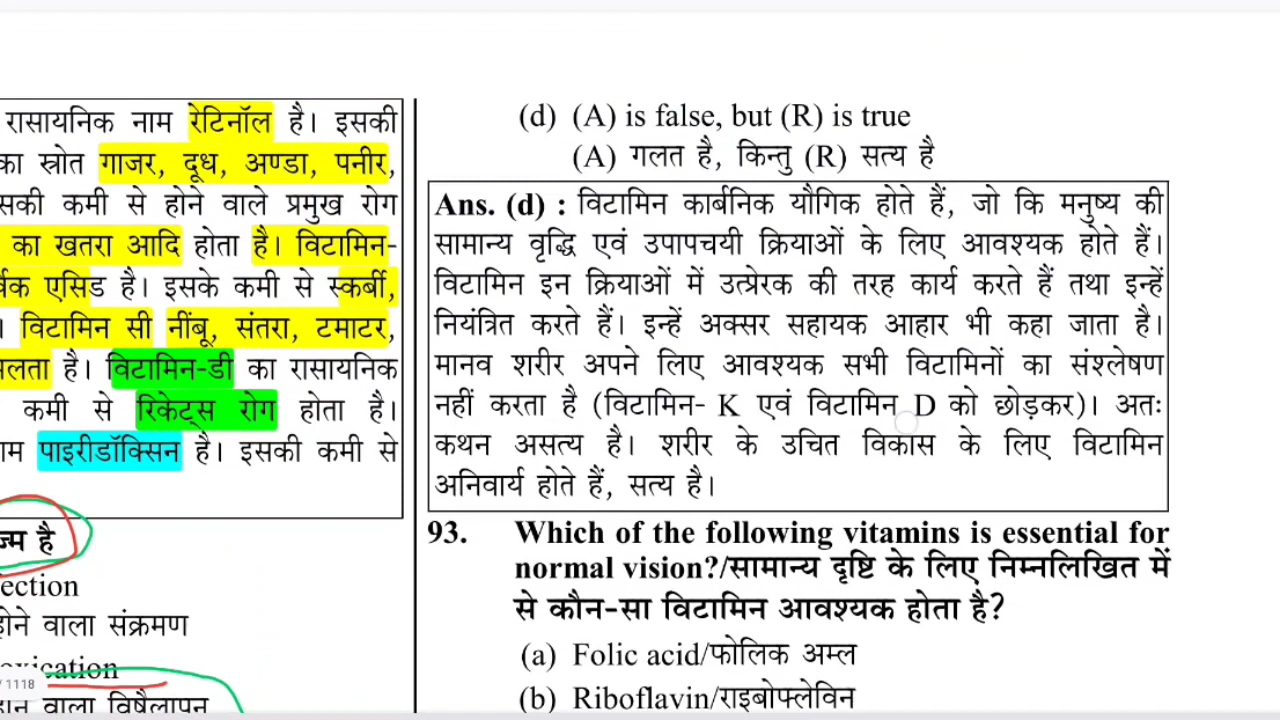 रासायनिक नाम रेटिनॉल है। इसकी
का स्रोत गाजर, दूध, अण्डा, पनीर,
सकी कमी से होने वाले प्रमुख रोग
का खतरा आदि होता है। विटामिन-
एसिड है। इसके कमी से स्कर्बी,
। विटामिन सी नींबू, संतरा, टमाटर,
है। विटामिन-डी का रासायनिक
कमी से रिकेट्स रोग होता है।
पाइरीडॉक्सिन है। इसकी कमी से
है
ection
होने वाला संक्रमण
oxication
/ 1118
वाला विषैलापन
(d) (A) is false, but (R) is true
(A) गलत है, किन्तु (R) सत्य है
Ans. (d) : विटामिन कार्बनिक यौगिक होते हैं, जो कि मनुष्य की
सामान्य वृद्धि एवं उपापचयी क्रियाओं के लिए आवश्यक होते हैं।
विटामिन इन क्रियाओं में उत्प्रेरक की तरह कार्य करते हैं तथा इन्हें
नियंत्रित करते हैं। इन्हें अक्सर सहायक आहार भी कहा जाता है।
मानव शरीर अपने लिए आवश्यक सभी विटामिनों का संश्लेषण
नहीं करता है (विटामिन- K एवं विटामिन D को छोड़कर)। अतः
कथन असत्य है। शरीर के उचित विकास के लिए विटामिन
अनिवार्य होते हैं, सत्य है।
93. Which of the following vitamins is essential for
normal vision?/सामान्य दृष्टि के लिए निम्नलिखित में
से कौन-सा विटामिन आवश्यक होता है?
(a) Folic acid/फोलिक अम्ल
(b) Riboflavin/राइबोफ्लेविन